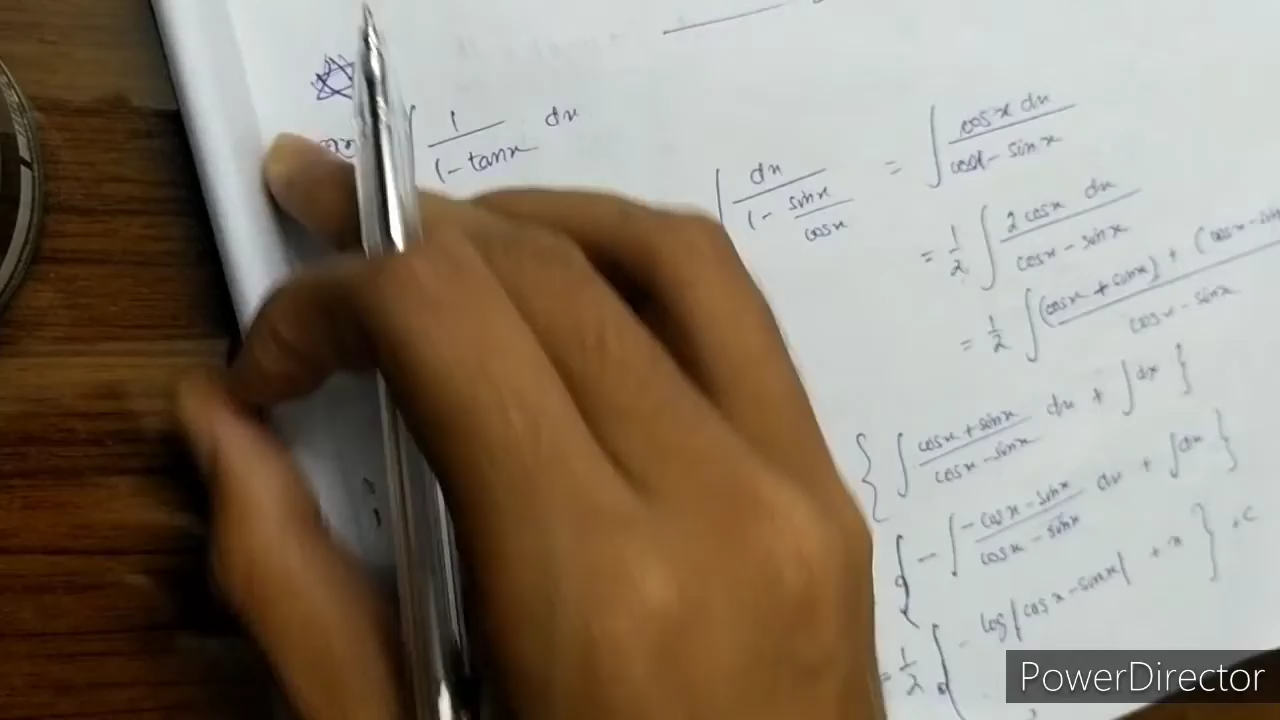 ∫ 1/(1 - tanx) dx
∫ dx/(1 - sinx/cosx)
= ∫ cosx dx/(cosx - sinx)
= 1/2 ∫ 2 cosx dx/(cosx - sinx)
= 1/2 ∫ (cosx + sinx) + (cosx - sin/(cosx - sinx)
{ ∫ (cosx + sinx)/(cosx - sinx) dx + ∫ dx }
{ - ∫ (-cosx - sinx)/(cosx - sinx) dx + ∫ dx }
= 1/2 { - log|cosx - sinx| + x } + c
PowerDirector